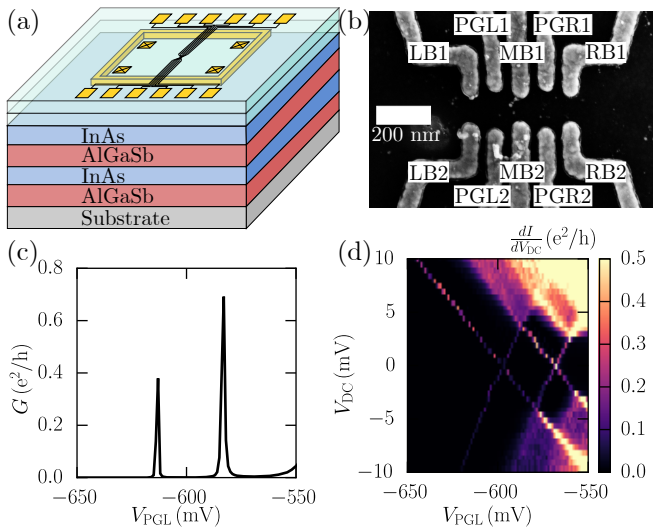 (a)
InAs
AlGaSb
InAs
AlGaSb
Substrate
(b)
PGL1 PGR1
LB1 MB1 RB1
200 nm
LB2 MB2 RB2
PGL2 PGR2
(c)
G (e²/h)
0.8
0.6
0.4
0.2
0.0
−650 −600 −550
V_PGL (mV)
(d)
dI/dV_DC (e²/h)
V_DC (mV)
10
5
0
−5
−10
−650 −600 −550
V_PGL (mV)
0.5
0.4
0.3
0.2
0.1
0.0